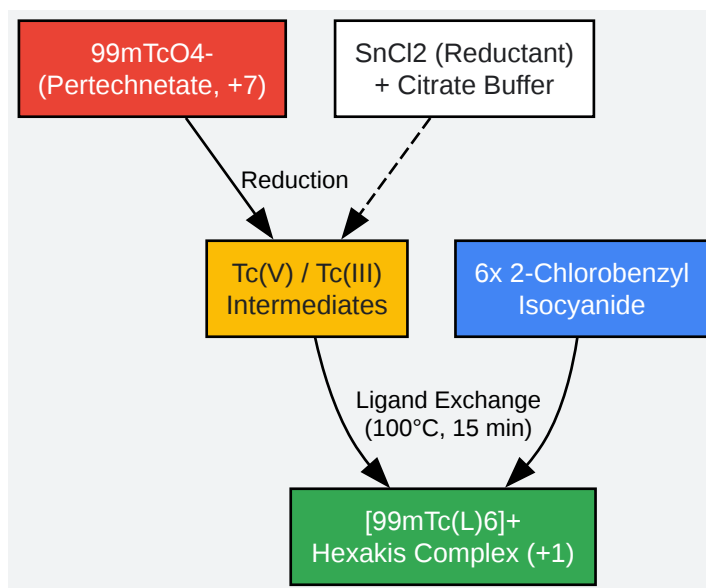 99mTcO4-
(Pertechnetate, +7)
SnCl2 (Reductant)
+ Citrate Buffer
Reduction
Tc(V) / Tc(III)
Intermediates
6x 2-Chlorobenzyl
Isocyanide
Ligand Exchange
(100°C, 15 min)
[99mTc(L)6]+
Hexakis Complex (+1)